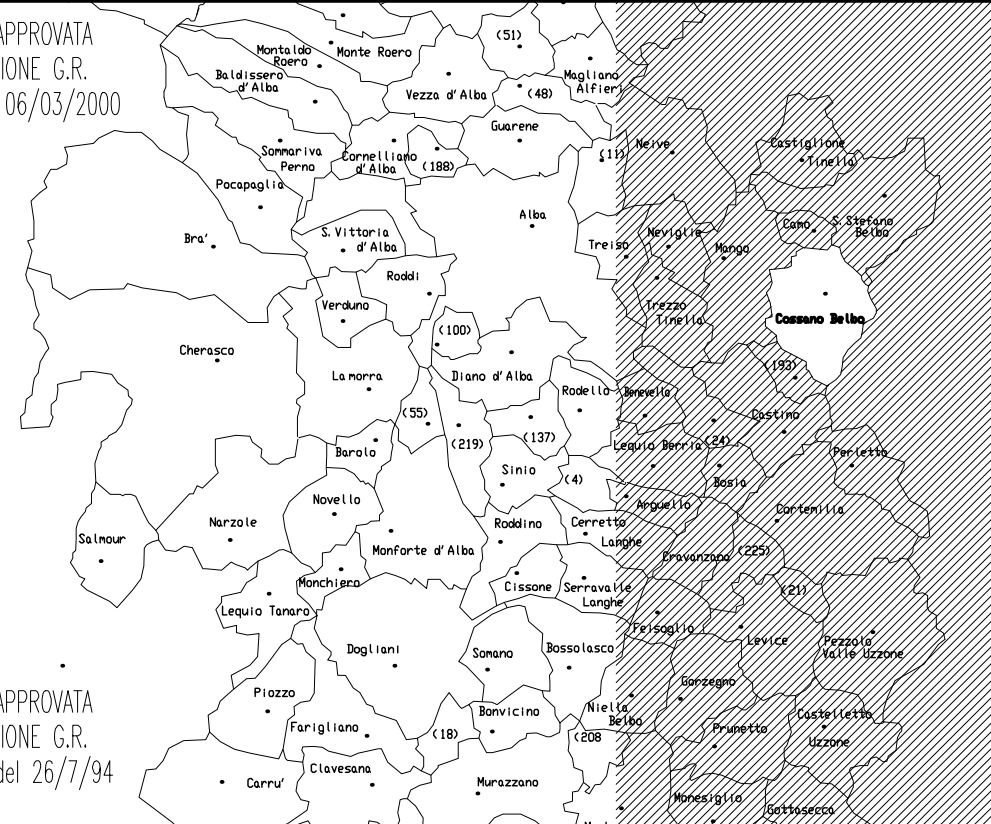 APPROVATA
IONE G.R.
06/03/2000
Montaldo
Roero
Monte Roero
(51)
Baldissero
d'Alba
Magliano
Alfieri
Vezza d'Alba
(48)
Guarene
Sommariva
Perno
Cornelliano
d'Alba
(188)
(11)
Neive
Castiglione
Tinella
Pocapaglia
Alba
Camo
S. Stefano
Belbo
Bra'
S. Vittoria
d'Alba
Treiso
Neviglie
Mango
Roddi
Verduno
Trezzo
Tinella
Cossano Belbo
(100)
Cherasco
Lamorra
Diano d'Alba
Rodello
Benevello
(193)
(55)
Castino
(219)
(137)
Lequio Berria
(24)
Barolo
Perletto
Sinio
(4)
Bosia
Novello
Arguello
Cortemilia
Narzole
Roddino
Cerretto
Langhe
Salmour
Monforte d'Alba
Cravanzana
(225)
Monchiero
Cissone
Serravalle
Langhe
(21)
Lequio Tanaro
Feisoglio
Levice
Pezzolo
Valle Uzzone
Dogliani
Somano
Bossolasco
Gorzegno
Piozzo
APPROVATA
IONE G.R.
del 26/7/94
Farigliano
(18)
Bonvicino
Niella
Belbo
(208
Prunetto
Castelletto
Uzzone
Clavesana
Carru'
Murazzano
Monesiglio
Gottasecca